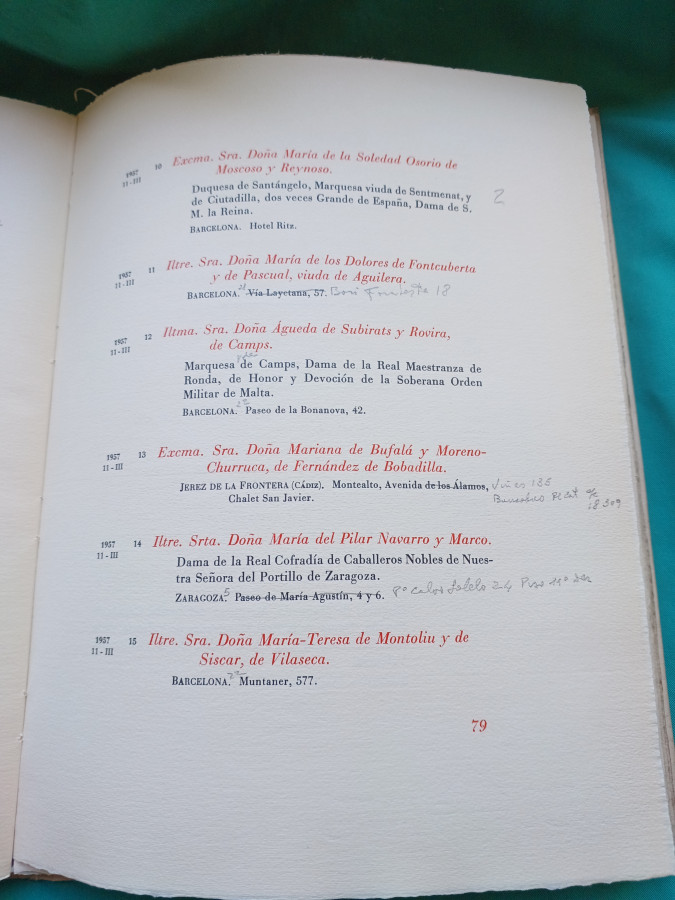 1957 10 Excma. Sra. Doña María de la Soledad Osorio de
11-III Moscoso y Reynoso.
Duquesa de Santángelo, Marquesa viuda de Sentmenat, y
de Ciutadilla, dos veces Grande de España, Dama de S. 2
M. la Reina.
BARCELONA. Hotel Ritz.
1957 11 Iltre. Sra. Doña María de los Dolores de Fontcuberta
11-III y de Pascual, viuda de Aguilera.
BARCELONA. Vía Layetana, 57. 18
1957 12 Iltma. Sra. Doña Águeda de Subirats y Rovira,
11-III de Camps.
Marquesa de Camps, Dama de la Real Maestranza de
Ronda, de Honor y Devoción de la Soberana Orden
Militar de Malta.
BARCELONA. Paseo de la Bonanova, 42.
1957 13 Excma. Sra. Doña Mariana de Bufalá y Moreno-
11-III Churruca, de Fernández de Bobadilla.
JEREZ DE LA FRONTERA (CÁDIZ). Montealto, Avenida de los Álamos,
Chalet San Javier.
1957 14 Iltre. Srta. Doña María del Pilar Navarro y Marco.
11-III
Dama de la Real Cofradía de Caballeros Nobles de Nues-
tra Señora del Portillo de Zaragoza.
ZARAGOZA. 5 Paseo de María Agustín, 4 y 6.
1957 15 Iltre. Sra. Doña María-Teresa de Montoliu y de
11-III Siscar, de Vilaseca.
BARCELONA. Muntaner, 577.
79